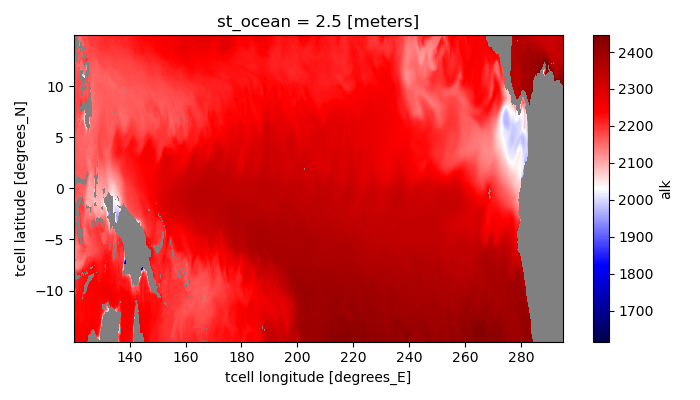 st_ocean = 2.5 [meters]
10
5
0
−5
−10
tcell latitude [degrees_N]
140 160 180 200 220 240 260 280
tcell longitude [degrees_E]
2400
2300
2200
2100
2000
1900
1800
1700
alk